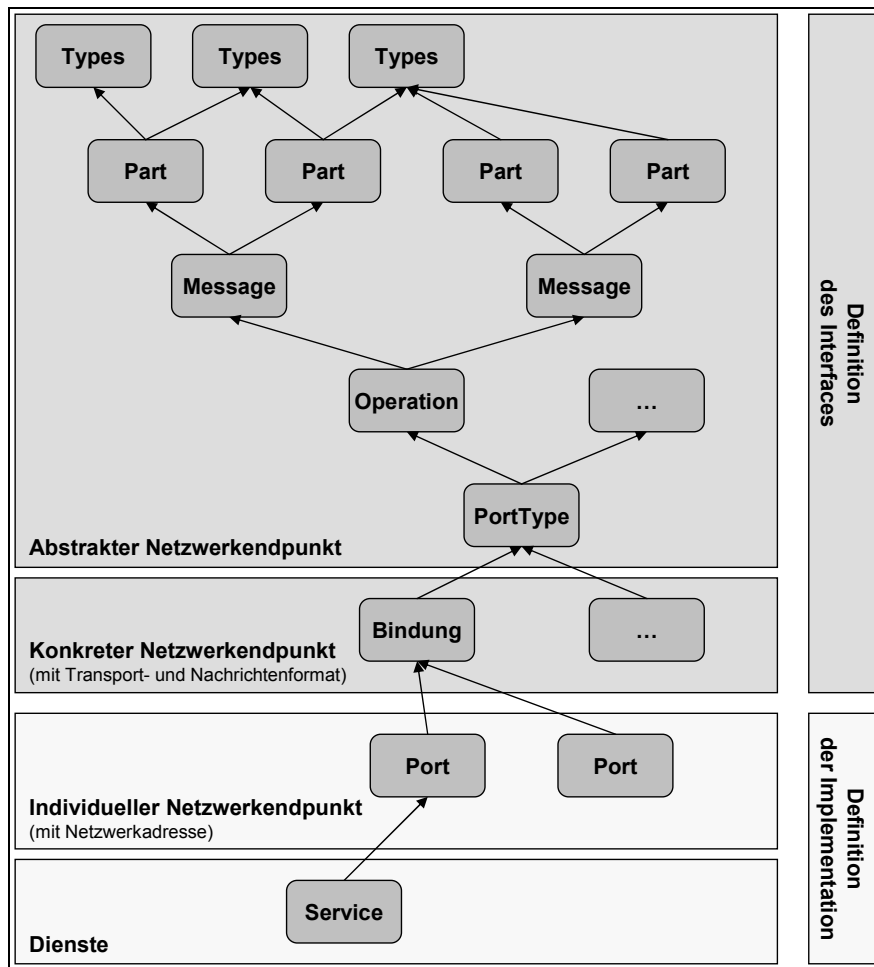 Types
Types
Types
Part
Part
Part
Part
Message
Message
Operation
…
PortType
Abstrakter Netzwerkendpunkt
Definition
des Interfaces
Bindung
…
Konkreter Netzwerkendpunkt
(mit Transport- und Nachrichtenformat)
Port
Port
Individueller Netzwerkendpunkt
(mit Netzwerkadresse)
Definition
der Implementation
Service
Dienste